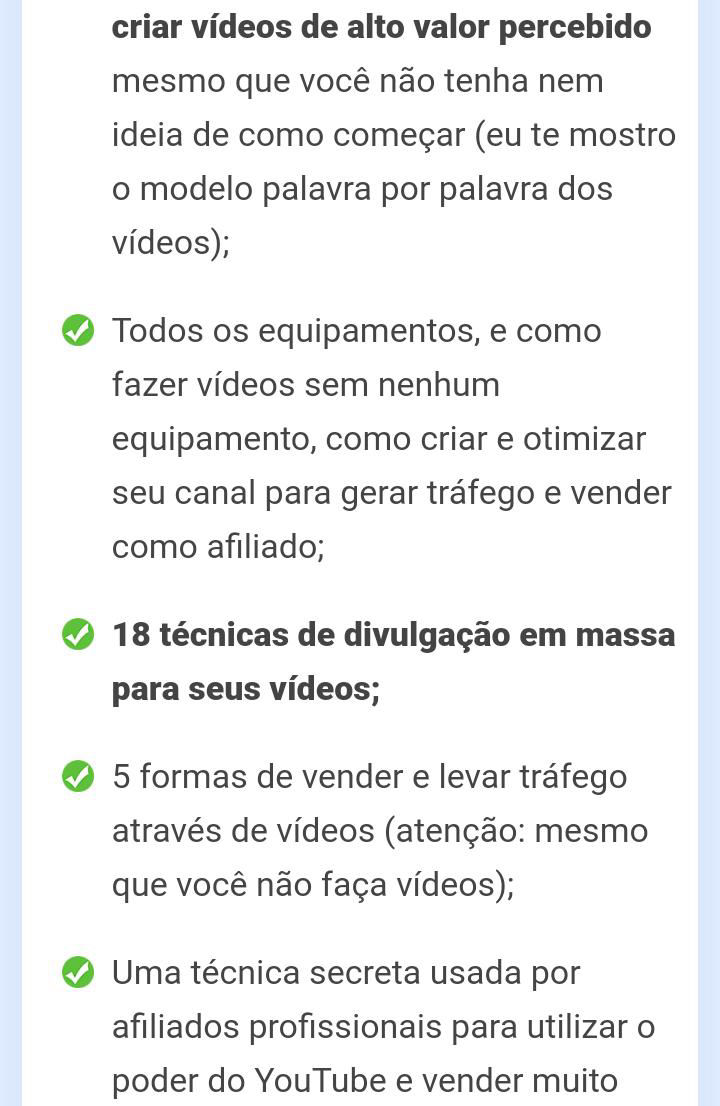 criar vídeos de alto valor percebido
mesmo que você não tenha nem
ideia de como começar (eu te mostro
o modelo palavra por palavra dos
vídeos);
Todos os equipamentos, e como
fazer vídeos sem nenhum
equipamento, como criar e otimizar
seu canal para gerar tráfego e vender
como afiliado;
18 técnicas de divulgação em massa
para seus vídeos;
5 formas de vender e levar tráfego
através de vídeos (atenção: mesmo
que você não faça vídeos);
Uma técnica secreta usada por
afiliados profissionais para utilizar o
poder do YouTube e vender muito